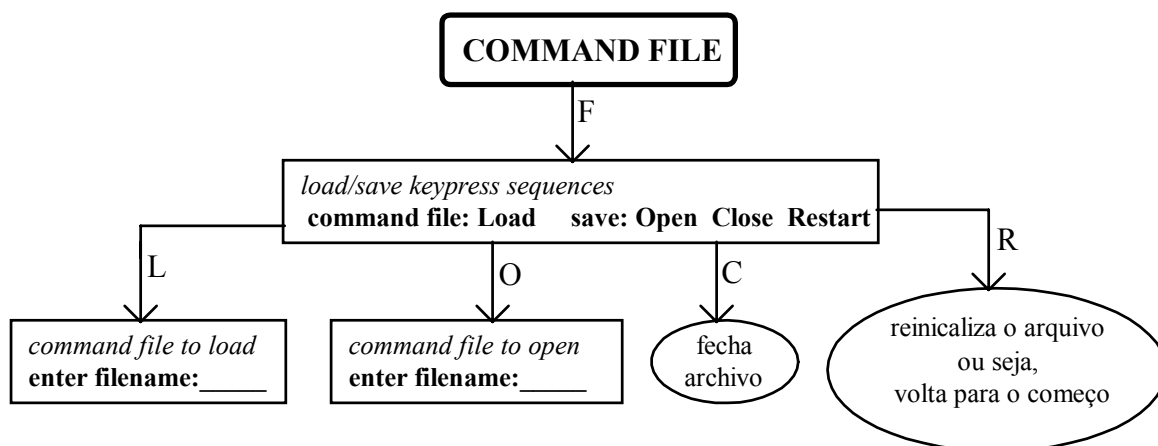 COMMAND FILE
F
load/save keypress sequences
command file: Load save: Open Close Restart
L
O
C
R
command file to load
enter filename:_____
command file to open
enter filename:_____
fecha
archivo
reinicaliza o arquivo
ou seja,
volta para o começo